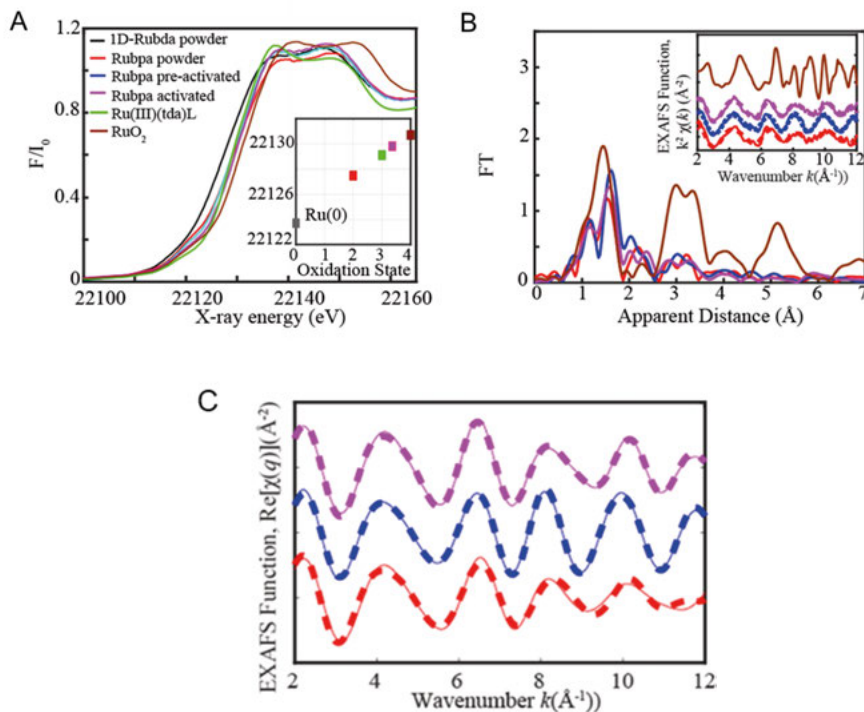 A
1.2
0.8
0.4
0
F/I0
1D-Rubda powder
Rubpa powder
Rubpa pre-activated
Rubpa activated
Ru(III)(tda)L
RuO2
22130
22128
22126
22124
22122
Ru(0)
0 1 2 3 4
Oxidation State
22100 22120 22140 22160
X-ray energy (eV)
B
3
2
1
0
FT
EXAFS Function,
k² χ(k) (Å-2)
2 4 6 8 10 12
Wavenumber k(Å-1))
0 1 2 3 4 5 6 7
Apparent Distance (Å)
C
EXAFS Function, Re[χ(q)](Å-2)
2 4 6 8 10 12
Wavenumber k(Å-1))